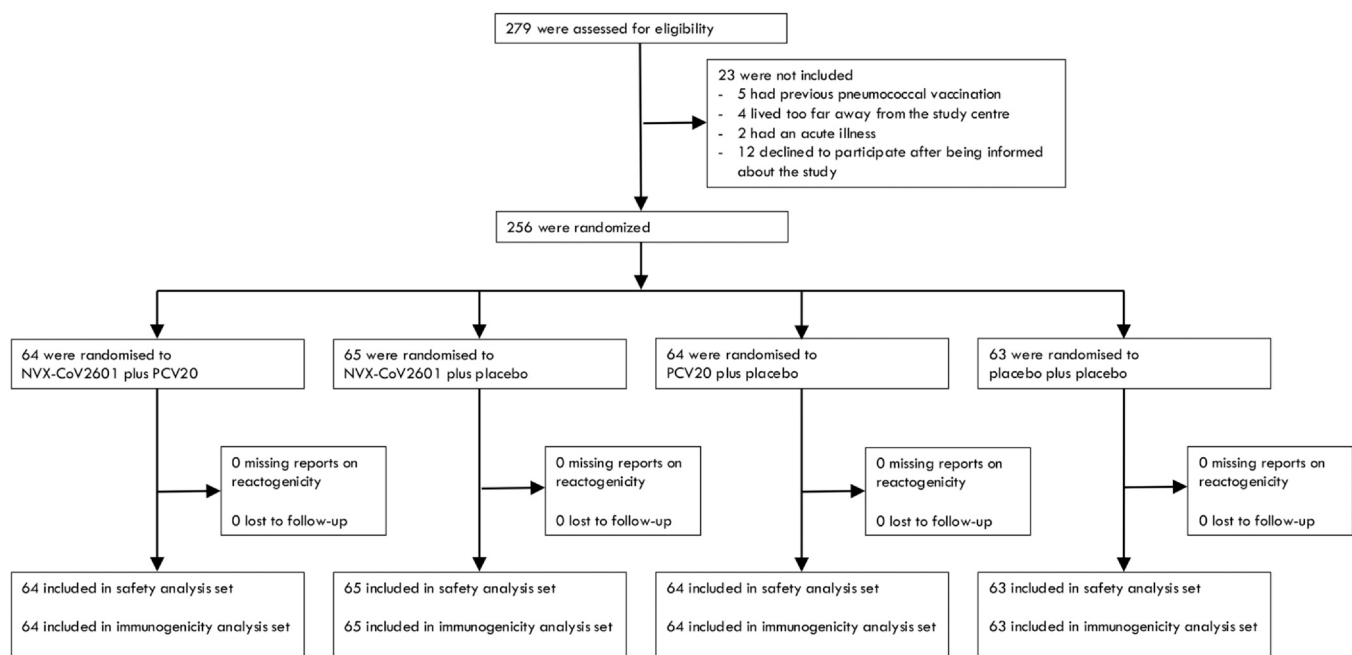 279 were assessed for eligibility
23 were not included
- 5 had previous pneumococcal vaccination
- 4 lived too far away from the study centre
- 2 had an acute illness
- 12 declined to participate after being informed
about the study
256 were randomized
64 were randomised to
NVX-CoV2601 plus PCV20
65 were randomised to
NVX-CoV2601 plus placebo
64 were randomised to
PCV20 plus placebo
63 were randomised to
placebo plus placebo
0 missing reports on
reactogenicity
0 lost to follow-up
0 missing reports on
reactogenicity
0 lost to follow-up
0 missing reports on
reactogenicity
0 lost to follow-up
0 missing reports on
reactogenicity
0 lost to follow-up
64 included in safety analysis set
64 included in immunogenicity analysis set
65 included in safety analysis set
65 included in immunogenicity analysis set
64 included in safety analysis set
64 included in immunogenicity analysis set
63 included in safety analysis set
63 included in immunogenicity analysis set